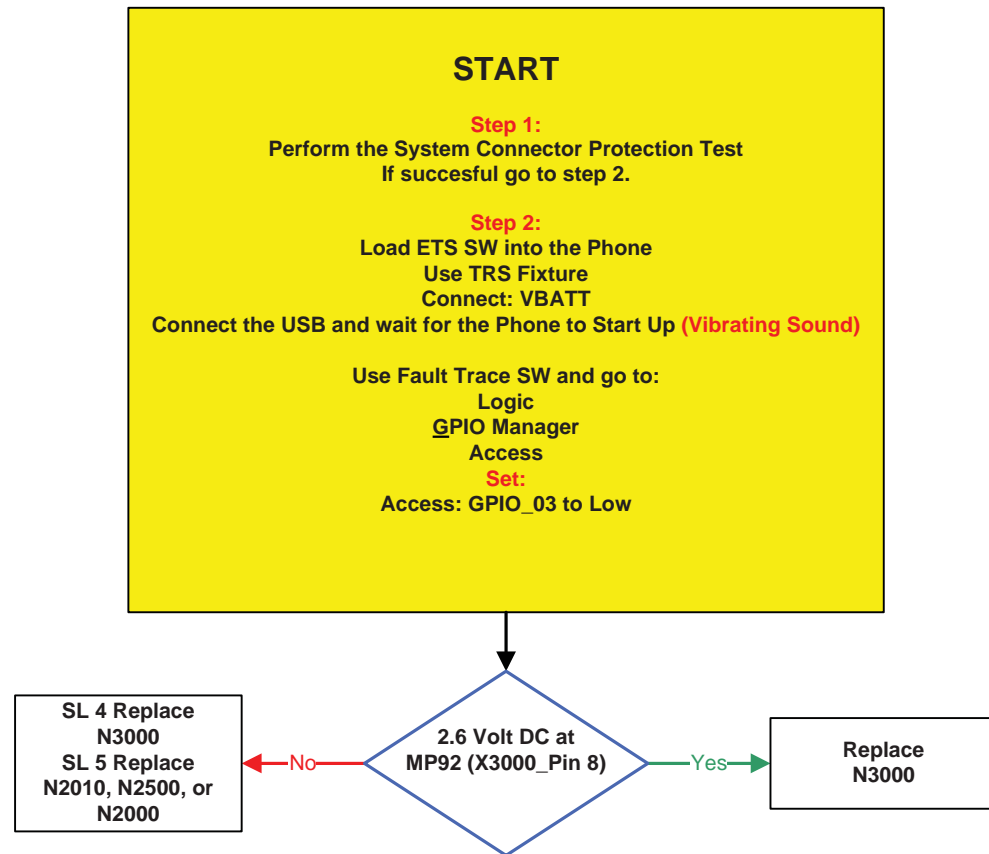 START
Step 1:
Perform the System Connector Protection Test
If succesful go to step 2.
Step 2:
Load ETS SW into the Phone
Use TRS Fixture
Connect: VBATT
Connect the USB and wait for the Phone to Start Up (Vibrating Sound)
Use Fault Trace SW and go to:
Logic
GPIO Manager
Access
Set:
Access: GPIO_03 to Low
SL 4 Replace
N3000
SL 5 Replace
N2010, N2500, or
N2000
No
2.6 Volt DC at
MP92 (X3000_Pin 8)
Yes
Replace
N3000